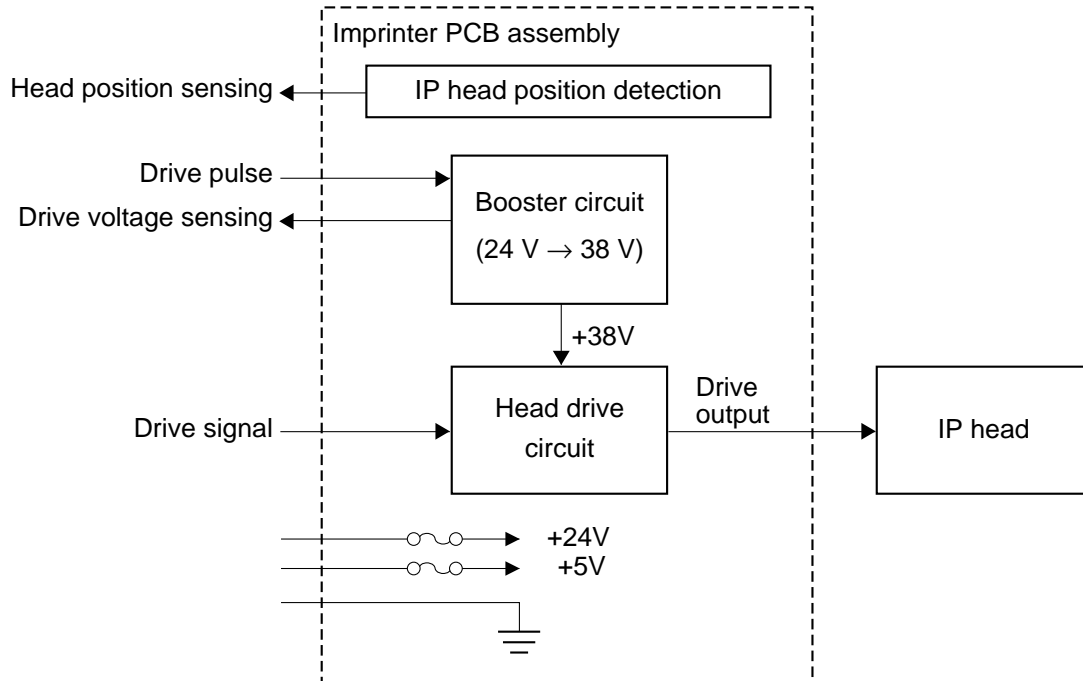 Imprinter PCB assembly
Head position sensing
IP head position detection
Drive pulse
Drive voltage sensing
Booster circuit
(24 V → 38 V)
+38V
Drive signal
Head drive
circuit
Drive
output
IP head
+24V
+5V